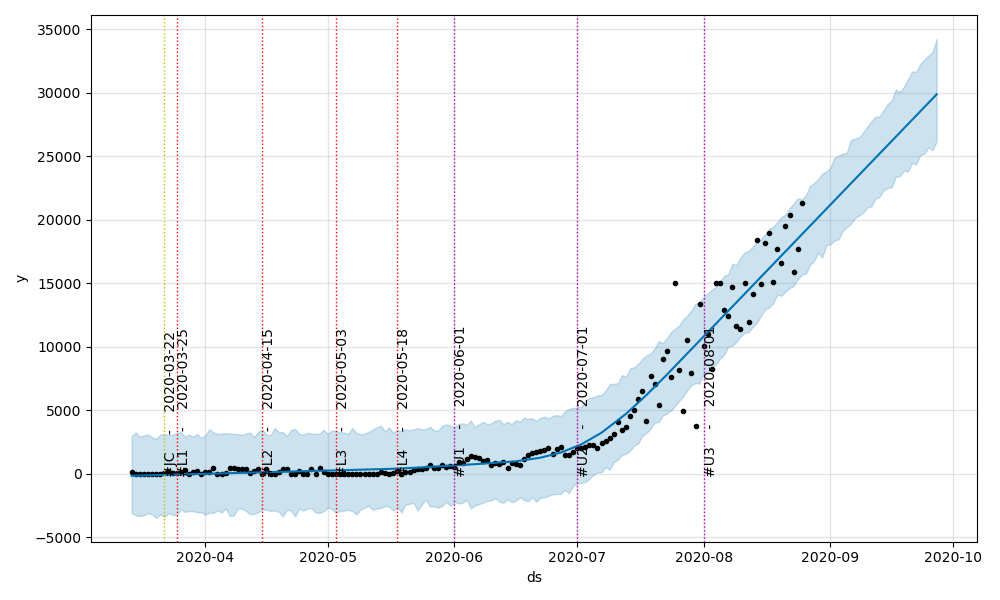 35000
30000
25000
20000
15000
10000
5000
0
−5000
y
#JC - 2020-03-22
#L1 - 2020-03-25
#L2 - 2020-04-15
#L3 - 2020-05-03
#L4 - 2020-05-18
#U1 - 2020-06-01
#U2 - 2020-07-01
#U3 - 2020-08-01
2020-04
2020-05
2020-06
2020-07
2020-08
2020-09
2020-10
ds